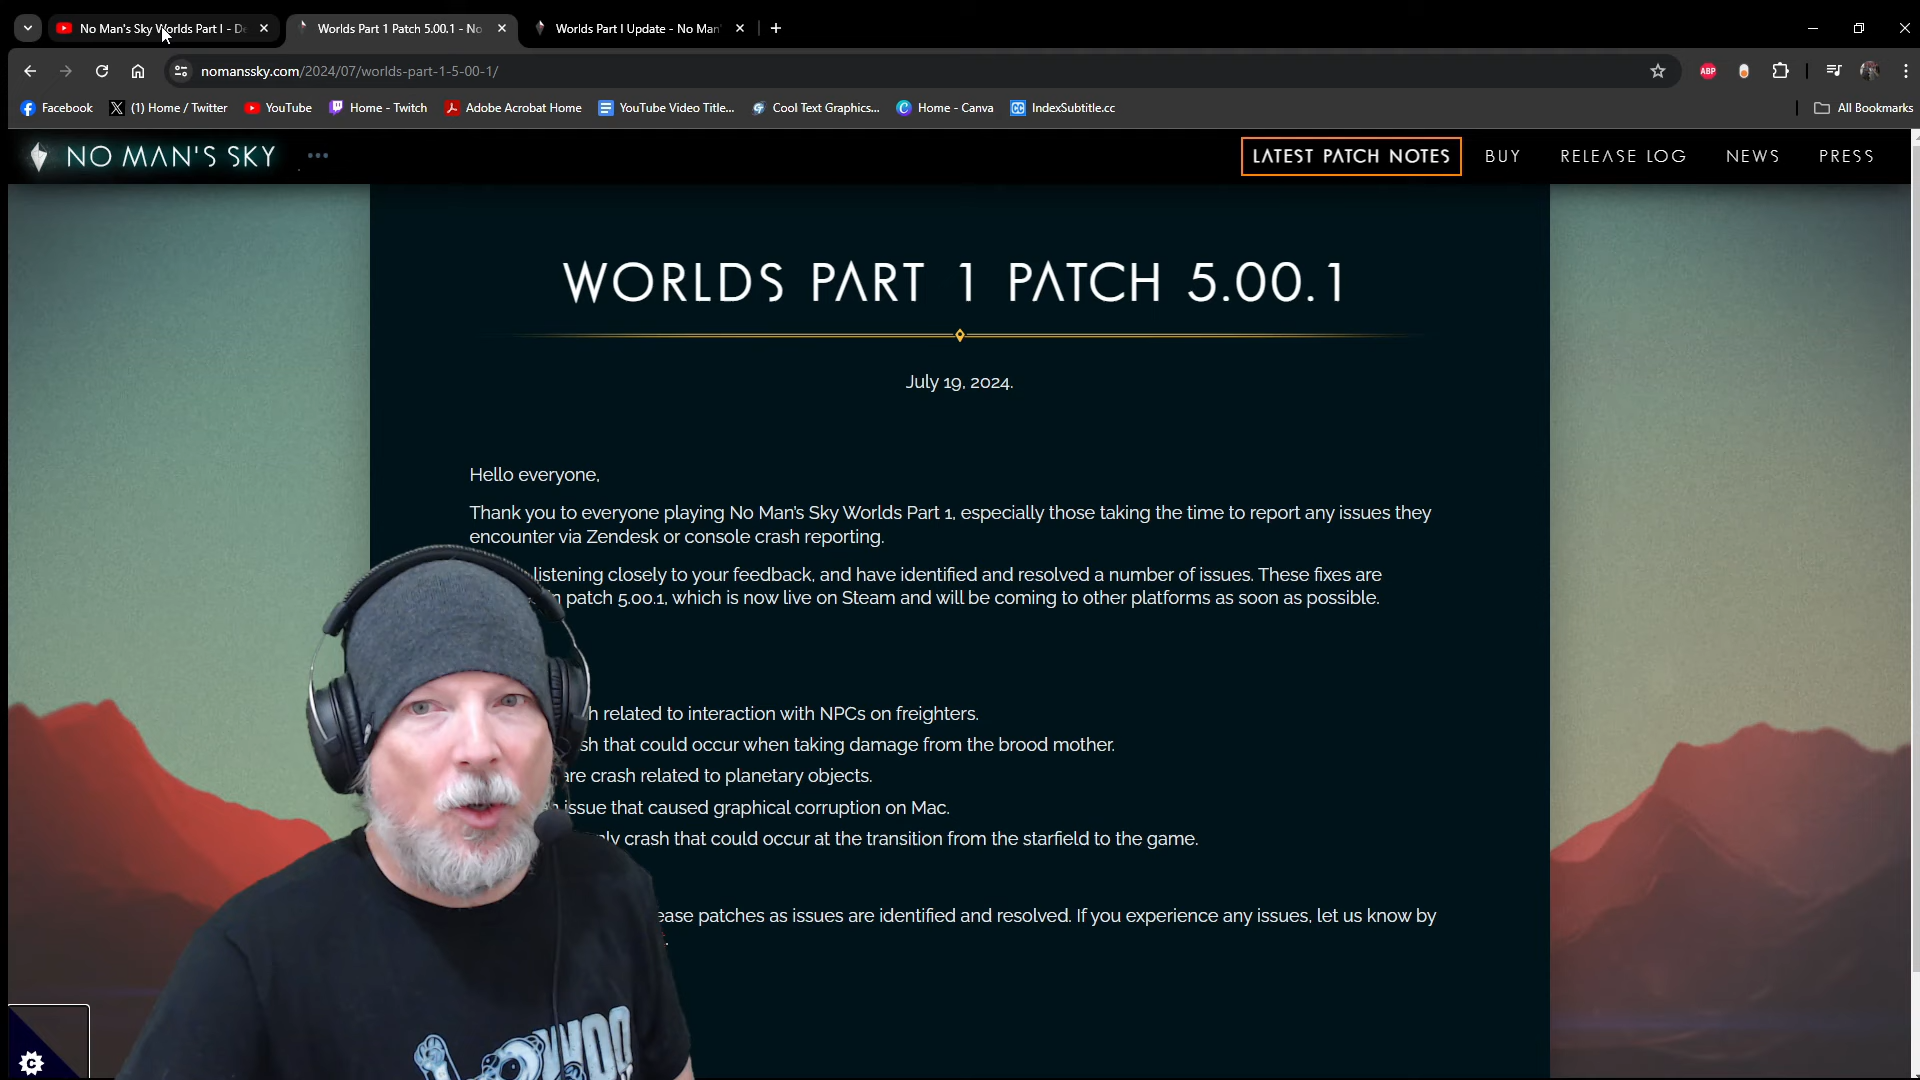 No Man's Sky Worlds Part I - De
Worlds Part 1 Patch 5.00.1 - No
Worlds Part I Update - No Man'
nomanssky.com/2024/07/worlds-part-1-5-00-1/
ABP
Facebook
(1) Home / Twitter
YouTube
Home - Twitch
Adobe Acrobat Home
YouTube Video Title...
Cool Text Graphics...
Home - Canva
IndexSubtitle.cc
All Bookmarks
NO MAN'S SKY
LATEST PATCH NOTES
BUY
RELEASE LOG
NEWS
PRESS
WORLDS PART 1 PATCH 5.00.1
July 19, 2024.
Hello everyone,
Thank you to everyone playing No Man's Sky Worlds Part 1, especially those taking the time to report any issues they
encounter via Zendesk or console crash reporting.
listening closely to your feedback, and have identified and resolved a number of issues. These fixes are
in patch 5.00.1, which is now live on Steam and will be coming to other platforms as soon as possible.
related to interaction with NPCs on freighters.
that could occur when taking damage from the brood mother.
crash related to planetary objects.
issue that caused graphical corruption on Mac.
crash that could occur at the transition from the starfield to the game.
patches as issues are identified and resolved. If you experience any issues, let us know by